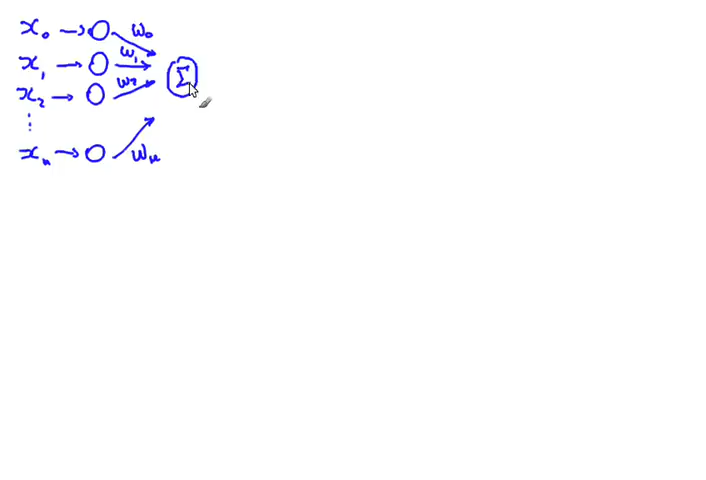 x₀ → w₀
x₁ → w₁
Σ
x₂ → w₂
⋮
xₙ → wₙ